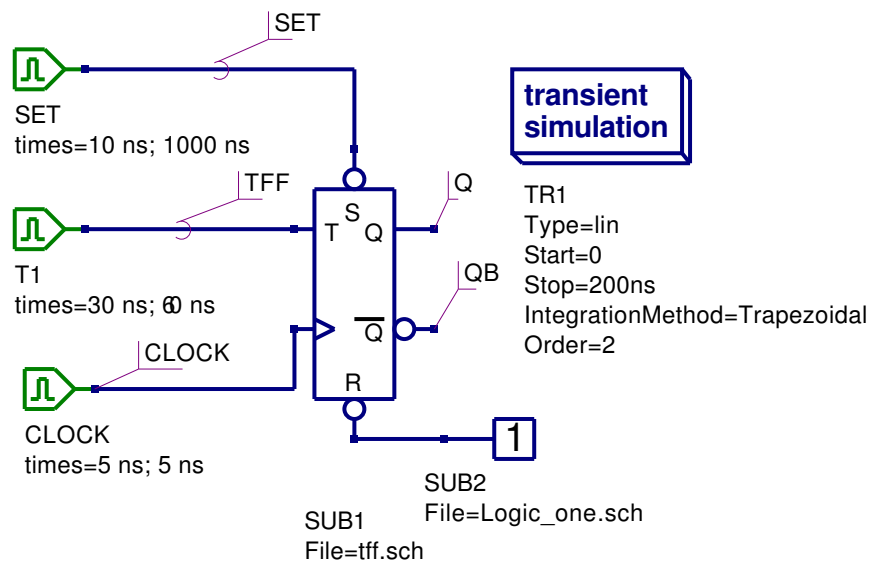 SET
SET
times=10 ns; 1000 ns
transient
simulation
TFF
T1
times=30 ns; 60 ns
S
T
Q
Q
Q
QB
R
CLOCK
CLOCK
times=5 ns; 5 ns
1
TR1
Type=lin
Start=0
Stop=200ns
IntegrationMethod=Trapezoidal
Order=2
SUB2
File=Logic_one.sch
SUB1
File=tff.sch